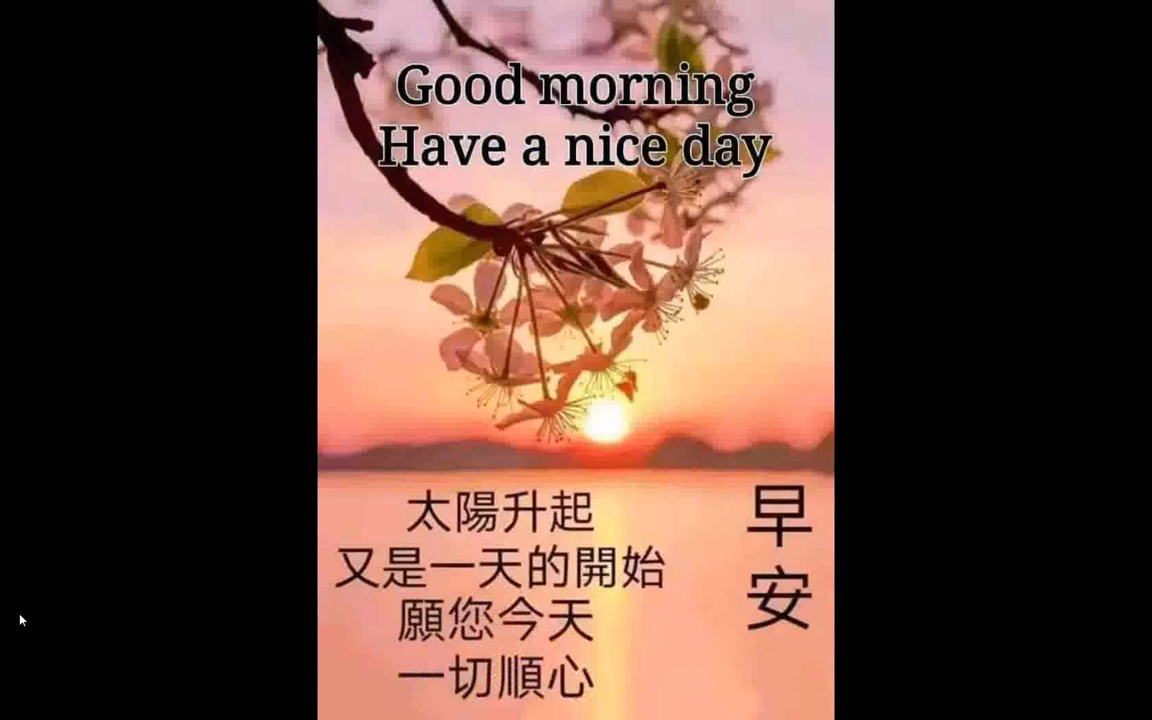 Good morning
Have a nice day
太陽升起
又是一天的開始
願您今天
一切順心
早安